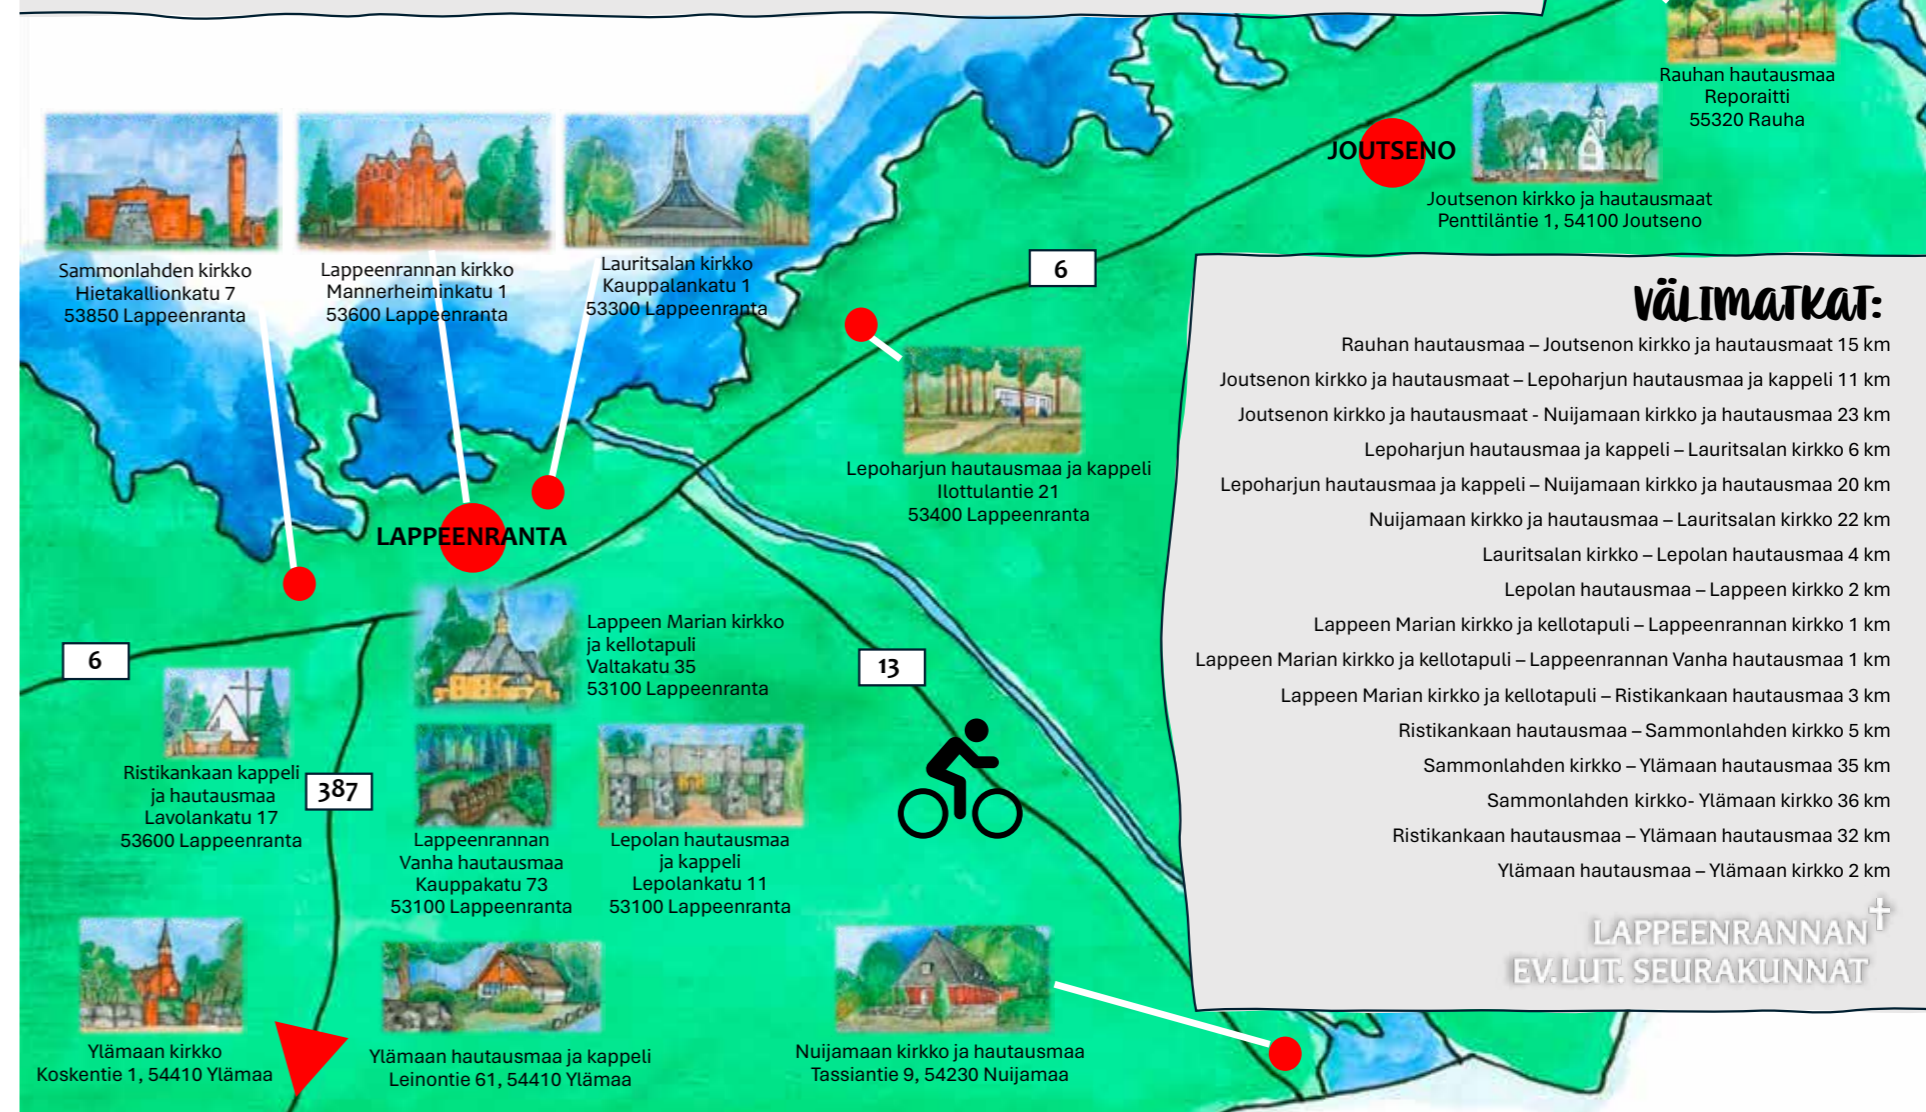 Rauhan hautausmaa
Reporaitti
55320 Rauha
JOUTSENO
Joutsenon kirkko ja hautausmaat
Penttiläntie 1, 54100 Joutseno
Sammonlahden kirkko
Hietakallionkatu 7
53850 Lappeenranta
Lappeenrannan kirkko
Mannerheiminkatu 1
53600 Lappeenranta
Lauritsalan kirkko
Kauppalankatu 1
53300 Lappeenranta
6
Lepoharjun hautausmaa ja kappeli
Ilottulantie 21
53400 Lappeenranta
LAPPEENRANTA
Lappeen Marian kirkko
ja kellotapuli
Valtakatu 35
53100 Lappeenranta
6
13
Ristikankaan kappeli
ja hautausmaa
Lavolankatu 17
53600 Lappeenranta
387
Lappeenrannan
Vanha hautausmaa
Kauppakatu 73
53100 Lappeenranta
Lepolan hautausmaa
ja kappeli
Lepolankatu 11
53100 Lappeenranta
Ylämaan kirkko
Koskentie 1, 54410 Ylämaa
Ylämaan hautausmaa ja kappeli
Leinontie 61, 54410 Ylämaa
Nuijamaan kirkko ja hautausmaa
Tassiantie 9, 54230 Nuijamaa
VÄLIMATKAT:
Rauhan hautausmaa – Joutsenon kirkko ja hautausmaat 15 km
Joutsenon kirkko ja hautausmaat – Lepoharjun hautausmaa ja kappeli 11 km
Joutsenon kirkko ja hautausmaat - Nuijamaan kirkko ja hautausmaa 23 km
Lepoharjun hautausmaa ja kappeli – Lauritsalan kirkko 6 km
Lepoharjun hautausmaa ja kappeli – Nuijamaan kirkko ja hautausmaa 20 km
Nuijamaan kirkko ja hautausmaa – Lauritsalan kirkko 22 km
Lauritsalan kirkko – Lepolan hautausmaa 4 km
Lepolan hautausmaa – Lappeen kirkko 2 km
Lappeen Marian kirkko ja kellotapuli – Lappeenrannan kirkko 1 km
Lappeen Marian kirkko ja kellotapuli – Lappeenrannan Vanha hautausmaa 1 km
Lappeen Marian kirkko ja kellotapuli – Ristikankaan hautausmaa 3 km
Ristikankaan hautausmaa – Sammonlahden kirkko 5 km
Sammonlahden kirkko – Ylämaan hautausmaa 35 km
Sammonlahden kirkko- Ylämaan kirkko 36 km
Ristikankaan hautausmaa – Ylämaan hautausmaa 32 km
Ylämaan hautausmaa – Ylämaan kirkko 2 km
LAPPEENRANNAN
EV.LUT. SEURAKUNNAT